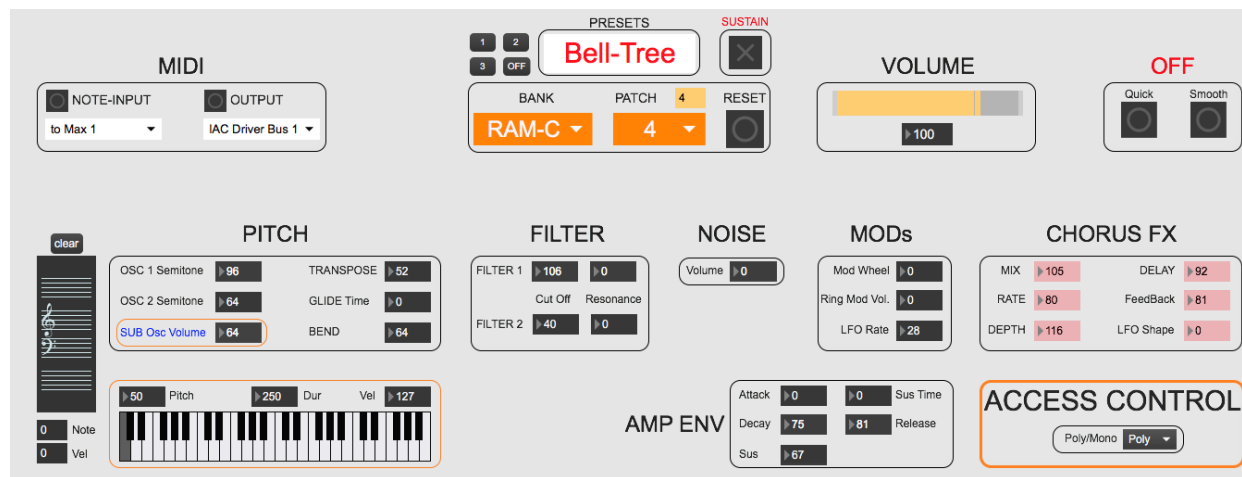 PRESETS
SUSTAIN
1 2
Bell-Tree
3 OFF
MIDI
VOLUME
OFF
NOTE-INPUT OUTPUT
to Max 1 IAC Driver Bus 1
BANK PATCH 4 RESET
RAM-C 4
100
Quick Smooth
clear
PITCH
OSC 1 Semitone 96 TRANSPOSE 52
OSC 2 Semitone 64 GLIDE Time 0
SUB Osc Volume 64 BEND 64
FILTER
FILTER 1 106 0
Cut Off Resonance
FILTER 2 40 0
NOISE
Volume 0
MODs
Mod Wheel 0
Ring Mod Vol. 0
LFO Rate 28
CHORUS FX
MIX 105 DELAY 92
RATE 80 FeedBack 81
DEPTH 116 LFO Shape 0
0 Note
0 Vel
50 Pitch 250 Dur Vel 127
AMP ENV
Attack 0 0 Sus Time
Decay 75 81 Release
Sus 67
ACCESS CONTROL
Poly/Mono Poly